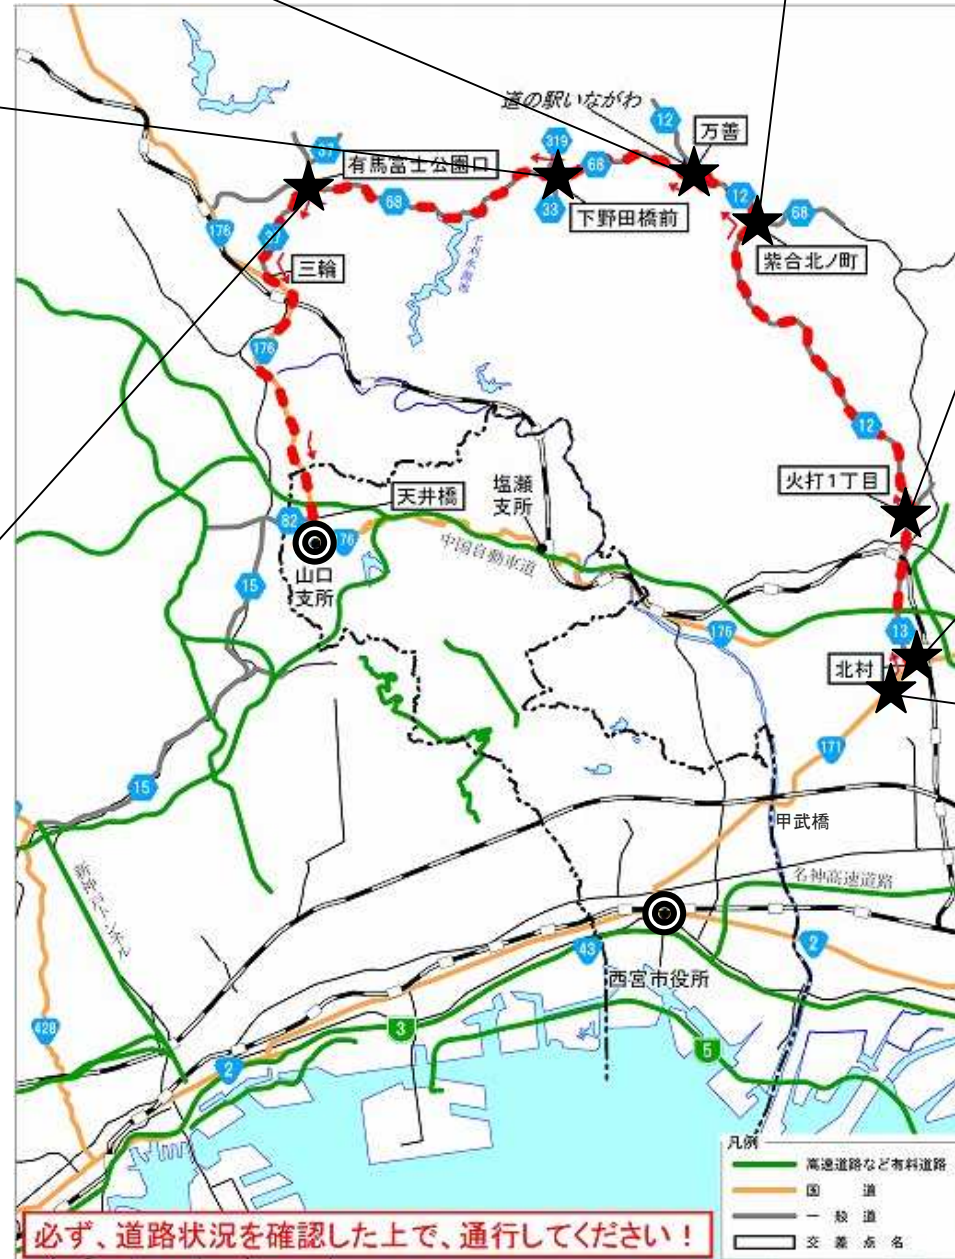 道の駅いながわ
12
万善
319
37
有馬富士公園口
68
68
12
68
33
下野田橋前
176
三輪
紫合北ノ町
176
12
火打1丁目
塩瀬
支所
天井橋
82
中国自動車道
山口
支所
15
176
13
北村
171
15
甲武橋
新神戸トンネル
名神高速道路
2
43
西宮市役所
428
3
5
2
凡例
高速道路など有料道路
国 道
一 般 道
交 差 点 名
必ず、道路状況を確認した上で、通行してください!